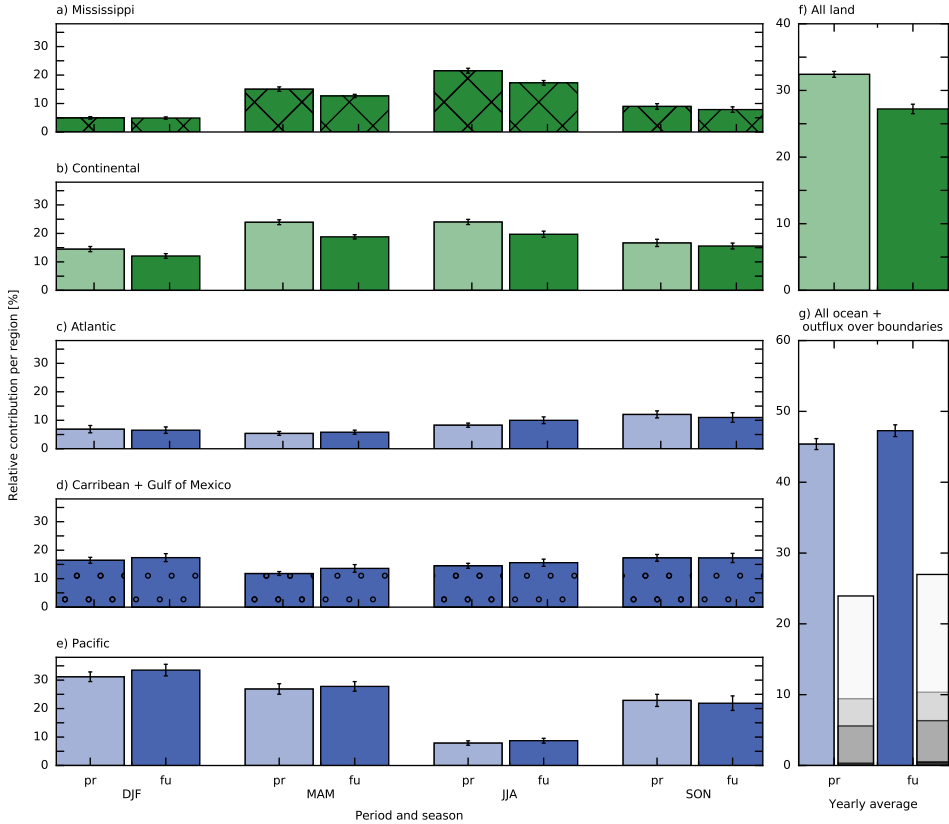 a) Mississippi
30
20
10
0
b) Continental
30
20
10
0
c) Atlantic
30
20
10
0
d) Carribean + Gulf of Mexico
30
20
10
0
e) Pacific
30
20
10
0
pr fu pr fu pr fu pr fu
DJF MAM JJA SON
Period and season
Relative contribution per region [%]
f) All land
40
30
20
10
0
g) All ocean +
outflux over boundaries
60
50
40
30
20
10
0
pr fu
Yearly average